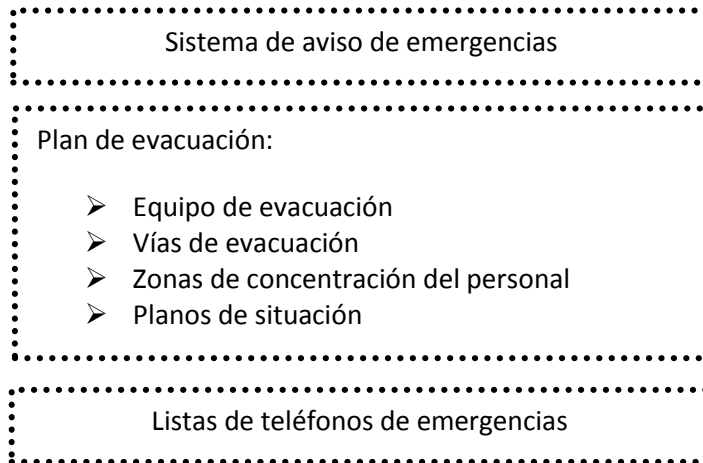 Sistema de aviso de emergencias
Plan de evacuación:
➢ Equipo de evacuación
➢ Vías de evacuación
➢ Zonas de concentración del personal
➢ Planos de situación
Listas de teléfonos de emergencias